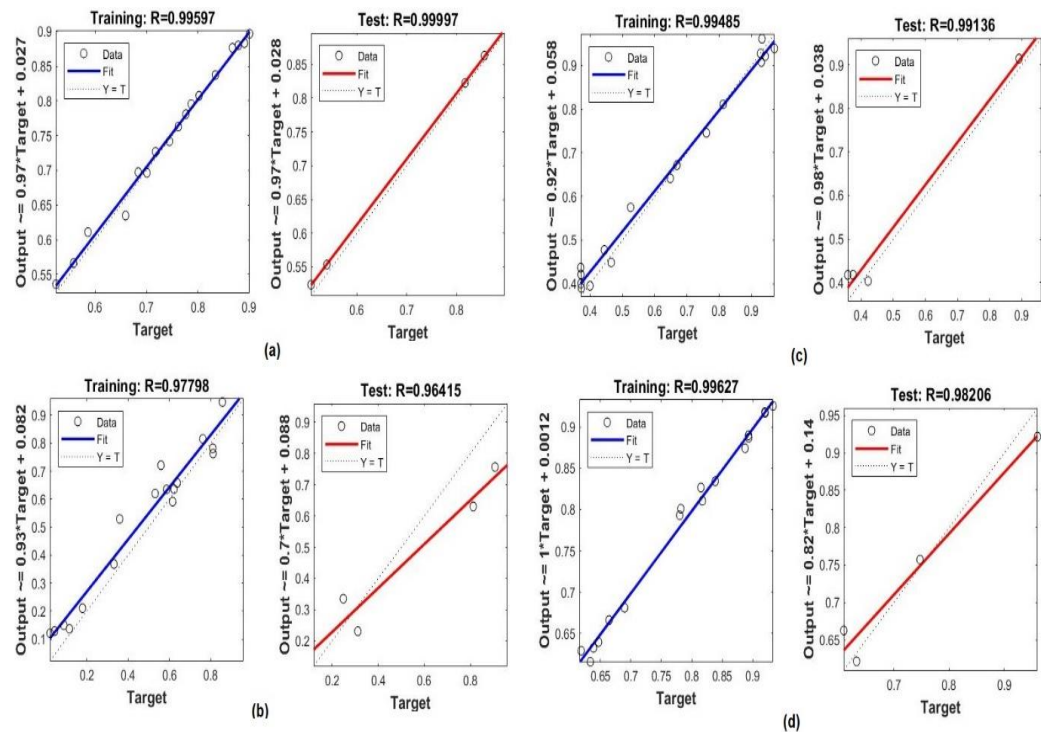 Training: R=0.99597
Output ~= 0.97*Target + 0.027
0.9
0.85
0.8
0.75
0.7
0.65
0.6
0.55
Data
Fit
Y = T
0.6 0.7 0.8 0.9
Target
Test: R=0.99997
Output ~= 0.97*Target + 0.028
0.85
0.8
0.75
0.7
0.65
0.6
0.55
Data
Fit
Y = T
0.6 0.7 0.8
Target
(a)
Training: R=0.99485
Output ~= 0.92*Target + 0.058
0.9
0.8
0.7
0.6
0.5
0.4
Data
Fit
Y = T
0.4 0.5 0.6 0.7 0.8 0.9
Target
Test: R=0.99136
Output ~= 0.98*Target + 0.038
0.9
0.8
0.7
0.6
0.5
0.4
Data
Fit
Y = T
0.4 0.5 0.6 0.7 0.8 0.9
Target
(c)
Training: R=0.97798
Output ~= 0.93*Target + 0.082
0.9
0.8
0.7
0.6
0.5
0.4
0.3
0.2
0.1
Data
Fit
Y = T
0.2 0.4 0.6 0.8
Target
Test: R=0.96415
Output ~= 0.7*Target + 0.088
0.9
0.8
0.7
0.6
0.5
0.4
0.3
0.2
Data
Fit
Y = T
0.2 0.4 0.6 0.8
Target
(b)
Training: R=0.99627
Output ~= 1*Target + 0.0012
0.9
0.85
0.8
0.75
0.7
0.65
Data
Fit
Y = T
0.65 0.7 0.75 0.8 0.85 0.9
Target
Test: R=0.98206
Output ~= 0.82*Target + 0.14
0.95
0.9
0.85
0.8
0.75
0.7
0.65
Data
Fit
Y = T
0.7 0.8 0.9
Target
(d)